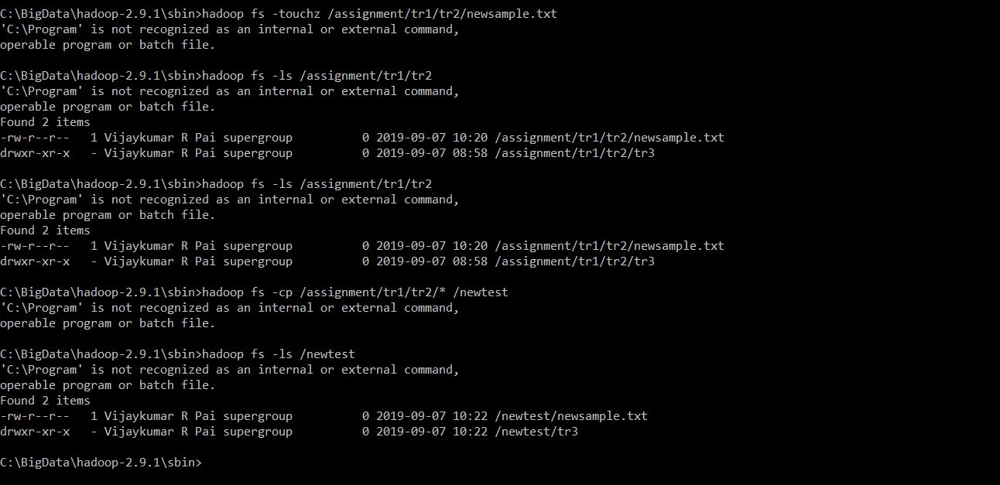 C:\BigData\hadoop-2.9.1\sbin>hadoop fs -touchz /assignment/tr1/tr2/newsample.txt
'C:\Program' is not recognized as an internal or external command,
operable program or batch file.
C:\BigData\hadoop-2.9.1\sbin>hadoop fs -ls /assignment/tr1/tr2
'C:\Program' is not recognized as an internal or external command,
operable program or batch file.
Found 2 items
-rw-r--r--   1 Vijaykumar R Pai supergroup          0 2019-09-07 10:20 /assignment/tr1/tr2/newsample.txt
drwxr-xr-x   - Vijaykumar R Pai supergroup          0 2019-09-07 08:58 /assignment/tr1/tr2/tr3
C:\BigData\hadoop-2.9.1\sbin>hadoop fs -ls /assignment/tr1/tr2
'C:\Program' is not recognized as an internal or external command,
operable program or batch file.
Found 2 items
-rw-r--r--   1 Vijaykumar R Pai supergroup          0 2019-09-07 10:20 /assignment/tr1/tr2/newsample.txt
drwxr-xr-x   - Vijaykumar R Pai supergroup          0 2019-09-07 08:58 /assignment/tr1/tr2/tr3
C:\BigData\hadoop-2.9.1\sbin>hadoop fs -cp /assignment/tr1/tr2/* /newtest
'C:\Program' is not recognized as an internal or external command,
operable program or batch file.
C:\BigData\hadoop-2.9.1\sbin>hadoop fs -ls /newtest
'C:\Program' is not recognized as an internal or external command,
operable program or batch file.
Found 2 items
-rw-r--r--   1 Vijaykumar R Pai supergroup          0 2019-09-07 10:22 /newtest/newsample.txt
drwxr-xr-x   - Vijaykumar R Pai supergroup          0 2019-09-07 10:22 /newtest/tr3
C:\BigData\hadoop-2.9.1\sbin>